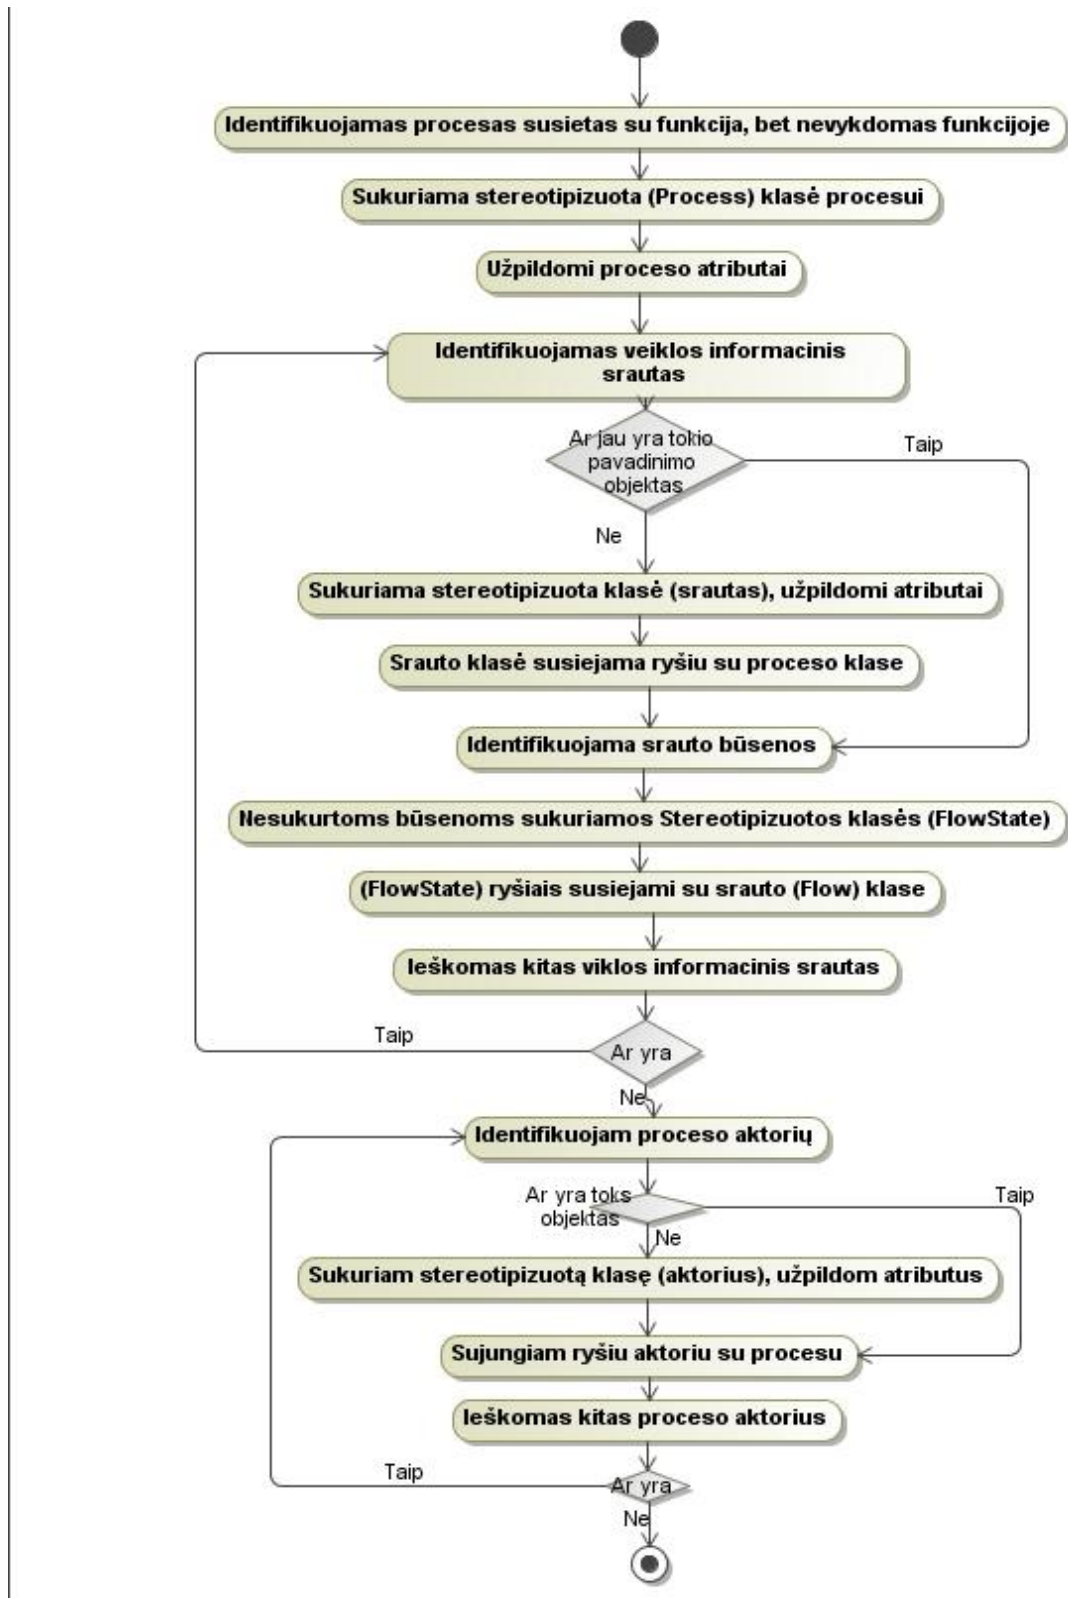 Identifikuojamas procesas susietas su funkcija, bet nevykdomas funkcijoje
Sukuriama stereotipizuota (Process) klasė procesui
Užpildomi proceso atributai
Identifikuojamas veiklos informacinis
srautas
Ar jau yra tokio
pavadinimo
objektas
Taip
Ne
Sukuriama stereotipizuota klasė (srautas), užpildomi atributai
Srauto klasė susiejama ryšiu su proceso klase
Identifikuojama srauto būsenos
Nesukurtoms būsenoms sukuriamos Stereotipizuotos klasės (FlowState)
(FlowState) ryšiais susiejami su srauto (Flow) klase
Ieškomas kitas viklos informacinis srautas
Taip
Ar yra
Ne
Identifikuojam proceso aktorių
Ar yra toks
objektas
Taip
Ne
Sukuriam stereotipizuotą klasę (aktorius), užpildom atributus
Sujungiam ryšiu aktoriu su procesu
Ieškomas kitas proceso aktorius
Taip
Ar yra
Ne